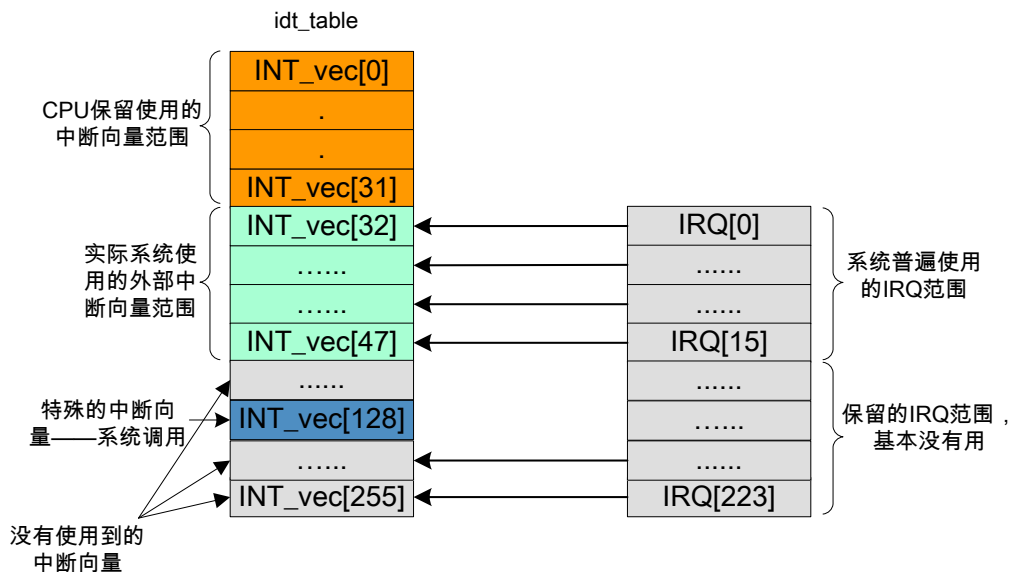 idt_table
CPU保留使用的
中断向量范围
INT_vec[0]
.
.
INT_vec[31]
实际系统使
用的外部中
断向量范围
INT_vec[32]
…...
…...
INT_vec[47]
IRQ[0]
......
......
IRQ[15]
系统普遍使用
的IRQ范围
......
特殊的中断向
量——系统调用
INT_vec[128]
…...
INT_vec[255]
......
…...
......
IRQ[223]
保留的IRQ范围，
基本没有用
没有使用到的
中断向量